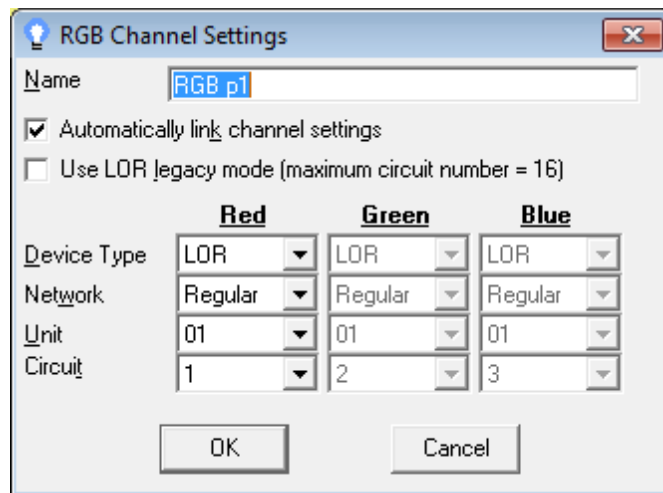 RGB Channel Settings
Name RGB p1
Automatically link channel settings
Use LOR legacy mode (maximum circuit number = 16)
Red Green Blue
Device Type LOR LOR LOR
Network Regular Regular Regular
Unit 01 01 01
Circuit 1 2 3
OK Cancel